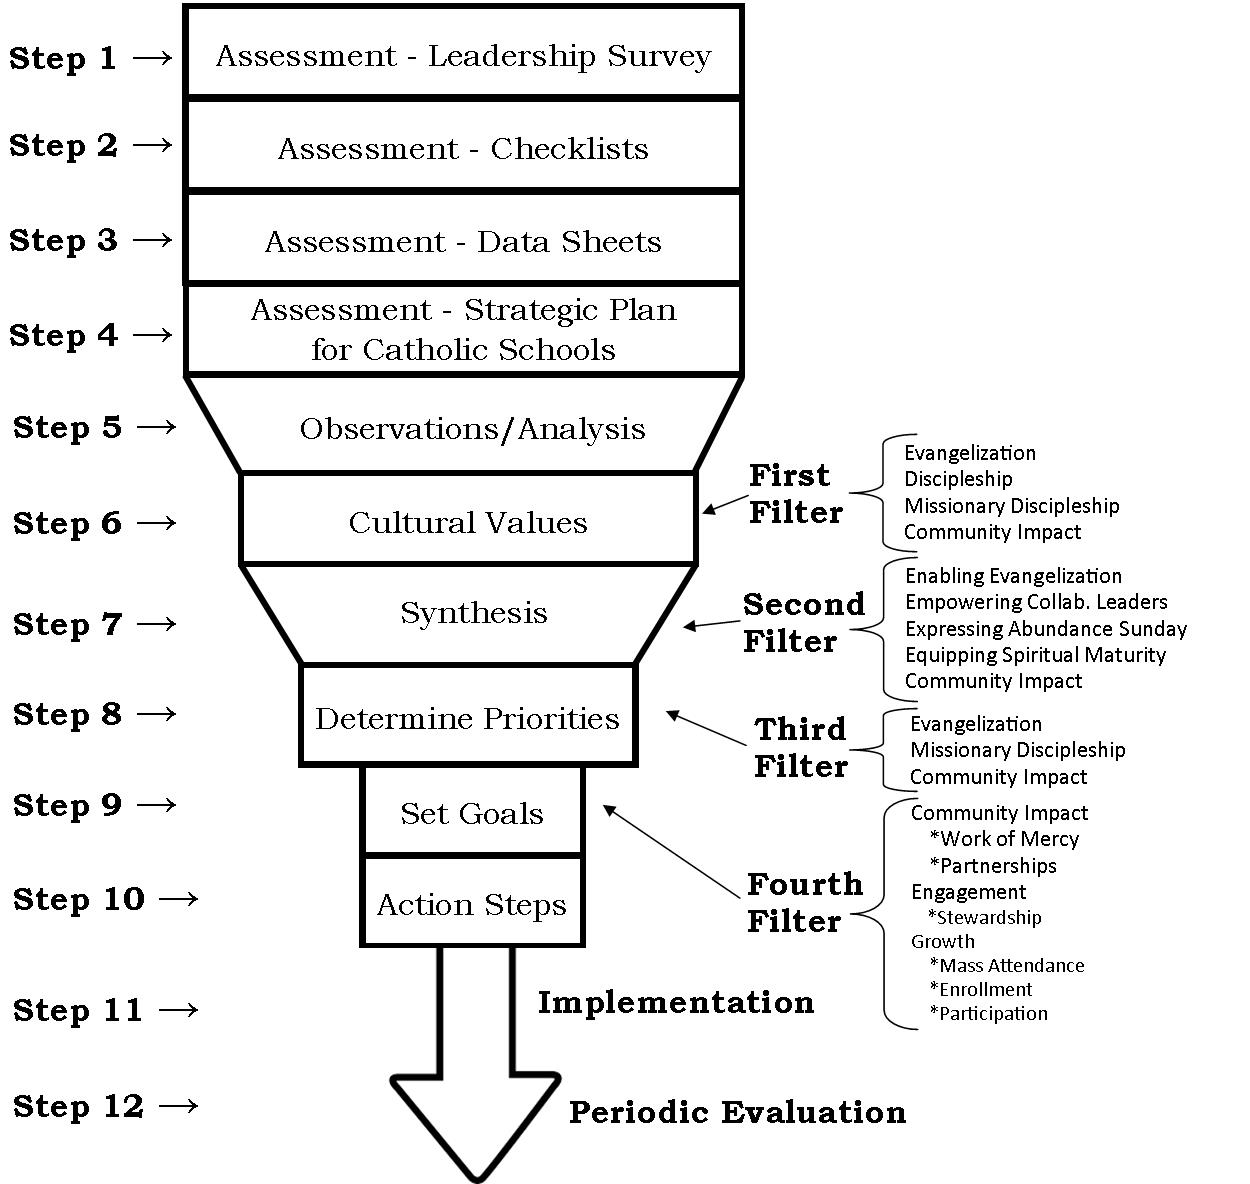 Step 1 → Assessment - Leadership Survey
Step 2 → Assessment - Checklists
Step 3 → Assessment - Data Sheets
Step 4 → Assessment - Strategic Plan
for Catholic Schools
Step 5 → Observations/Analysis
Step 6 → Cultural Values
First
Filter
Evangelization
Discipleship
Missionary Discipleship
Community Impact
Step 7 → Synthesis
Second
Filter
Enabling Evangelization
Empowering Collab. Leaders
Expressing Abundance Sunday
Equipping Spiritual Maturity
Community Impact
Step 8 → Determine Priorities
Third
Filter
Evangelization
Missionary Discipleship
Community Impact
Step 9 → Set Goals
Step 10 → Action Steps
Fourth
Filter
Community Impact
*Work of Mercy
*Partnerships
Engagement
*Stewardship
Growth
*Mass Attendance
*Enrollment
*Participation
Step 11 → Implementation
Step 12 → Periodic Evaluation